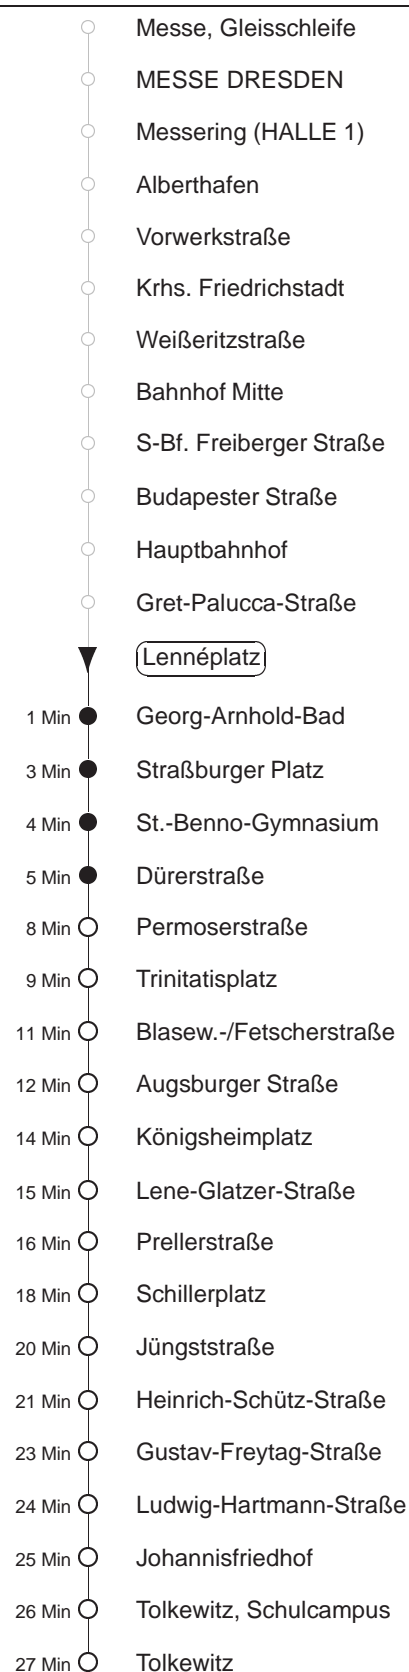 Messe, Gleisschleife
MESSE DRESDEN
Messering (HALLE 1)
Alberthafen
Vorwerkstraße
Krhs. Friedrichstadt
Weißeritzstraße
Bahnhof Mitte
S-Bf. Freiberger Straße
Budapester Straße
Hauptbahnhof
Gret-Palucca-Straße
Lennéplatz
1 Min Georg-Arnhold-Bad
3 Min Straßburger Platz
4 Min St.-Benno-Gymnasium
5 Min Dürerstraße
8 Min Permoserstraße
9 Min Trinitatisplatz
11 Min Blasew.-/Fetscherstraße
12 Min Augsburger Straße
14 Min Königsheimplatz
15 Min Lene-Glatzer-Straße
16 Min Prellerstraße
18 Min Schillerplatz
20 Min Jüngststraße
21 Min Heinrich-Schütz-Straße
23 Min Gustav-Freytag-Straße
24 Min Ludwig-Hartmann-Straße
25 Min Johannisfriedhof
26 Min Tolkewitz, Schulcampus
27 Min Tolkewitz